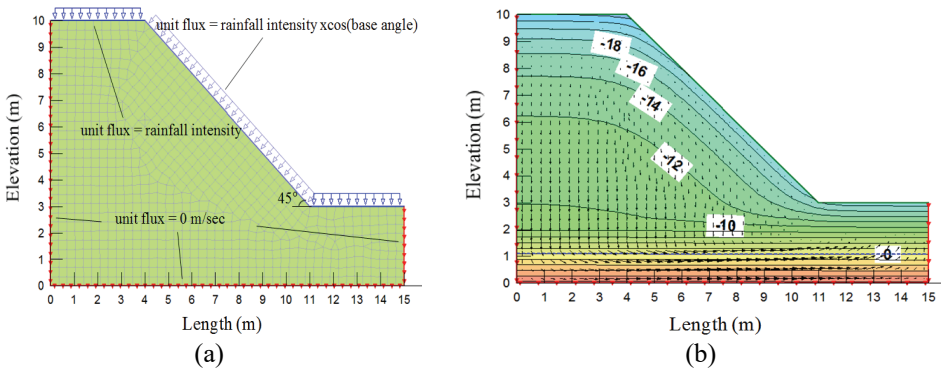 unit flux = rainfall intensity xcos(base angle)
unit flux = rainfall intensity
45°
unit flux = 0 m/sec
Elevation (m)
10
9
8
7
6
5
4
3
2
1
0
0 1 2 3 4 5 6 7 8 9 10 11 12 13 14 15
Length (m)
(a)
-18
-16
-14
-12
-10
-0
Elevation (m)
10
9
8
7
6
5
4
3
2
1
0
0 1 2 3 4 5 6 7 8 9 10 11 12 13 14 15
Length (m)
(b)